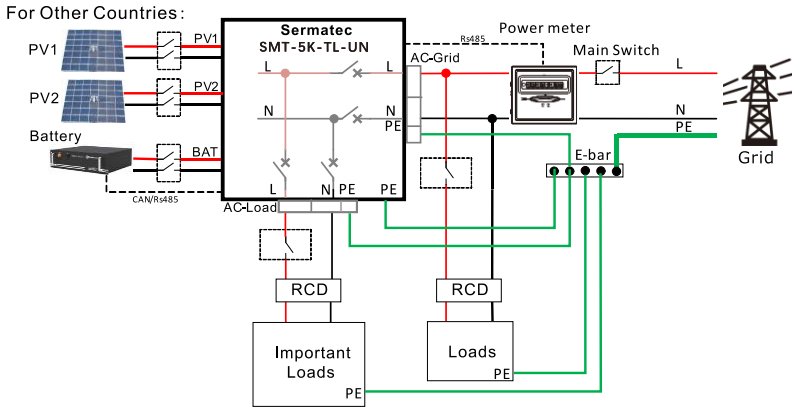 For Other Countries:
PV1
PV1
PV2
PV2
Battery
BAT
CAN/Rs485
Sermatec
SMT-5K-TL-UN
L
L
N
N
PE
L
N
PE
PE
AC-Load
AC-Grid
Rs485
Power meter
Main Switch
L
N
PE
Grid
E-bar
RCD
RCD
Important
Loads
PE
Loads
PE